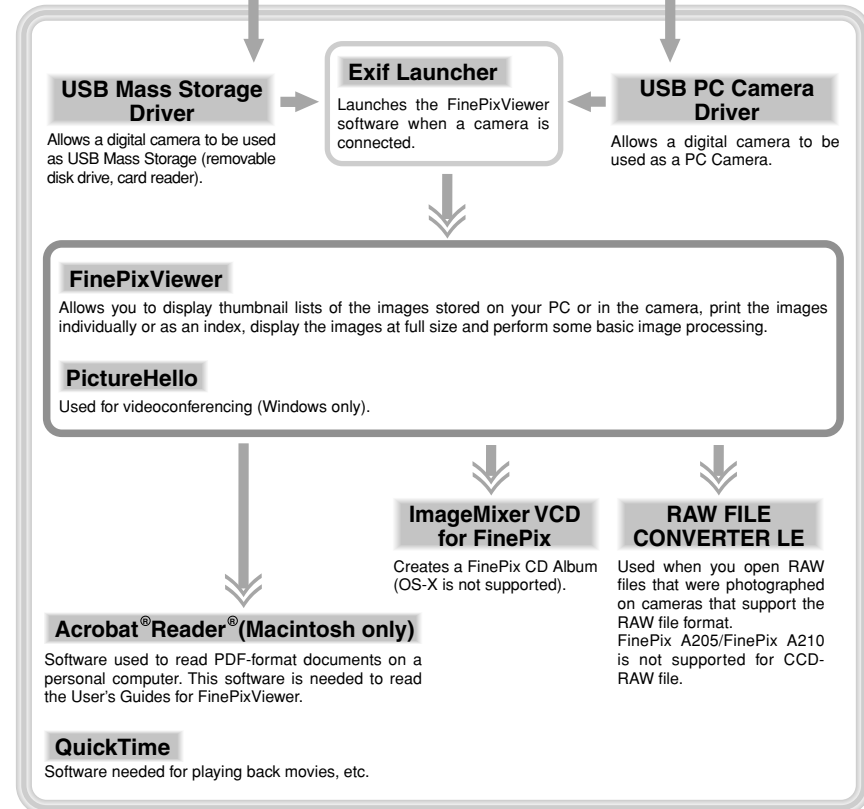 USB Mass Storage
Driver
Allows a digital camera to be used
as USB Mass Storage (removable
disk drive, card reader).
Exif Launcher
Launches the FinePixViewer
software when a camera is
connected.
USB PC Camera
Driver
Allows a digital camera to be
used as a PC Camera.
FinePixViewer
Allows you to display thumbnail lists of the images stored on your PC or in the camera, print the images
individually or as an index, display the images at full size and perform some basic image processing.
PictureHello
Used for videoconferencing (Windows only).
ImageMixer VCD
for FinePix
Creates a FinePix CD Album
(OS-X is not supported).
RAW FILE
CONVERTER LE
Used when you open RAW
files that were photographed
on cameras that support the
RAW file format.
FinePix A205/FinePix A210
is not supported for CCD-
RAW file.
Acrobat®Reader®(Macintosh only)
Software used to read PDF-format documents on a
personal computer. This software is needed to read
the User's Guides for FinePixViewer.
QuickTime
Software needed for playing back movies, etc.